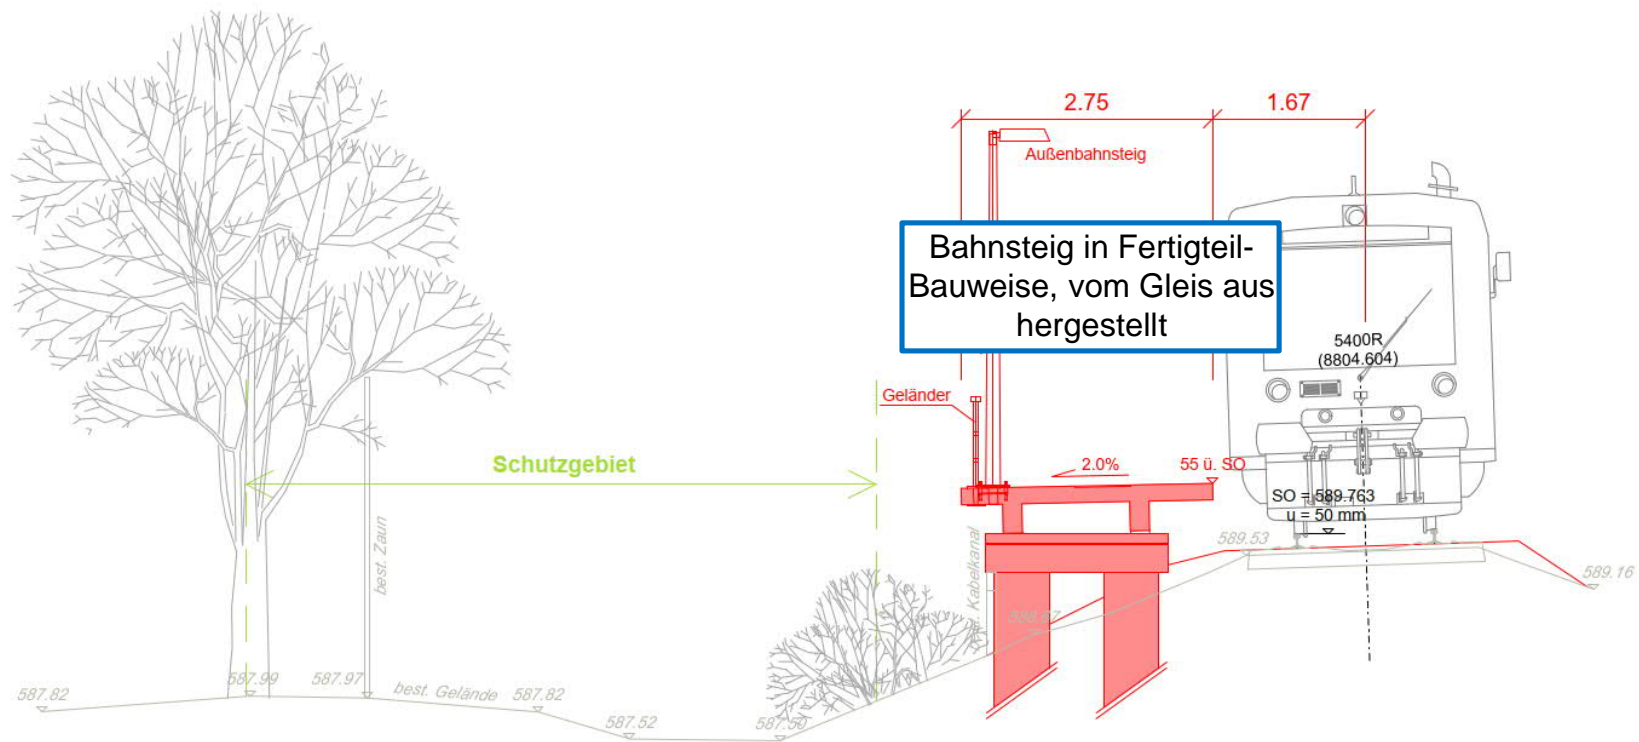 2.75
1.67
Außenbahnsteig
Bahnsteig in Fertigteil-
Bauweise, vom Gleis aus
hergestellt
5400R
(8804.604)
Geländer
Schutzgebiet
2.0%
55 ü. SO
SO = 589.763
u = 50 mm
best. Zaun
Kabelkanal
589.53
589.16
587.82
587.99
587.97
best. Gelände
587.82
587.52